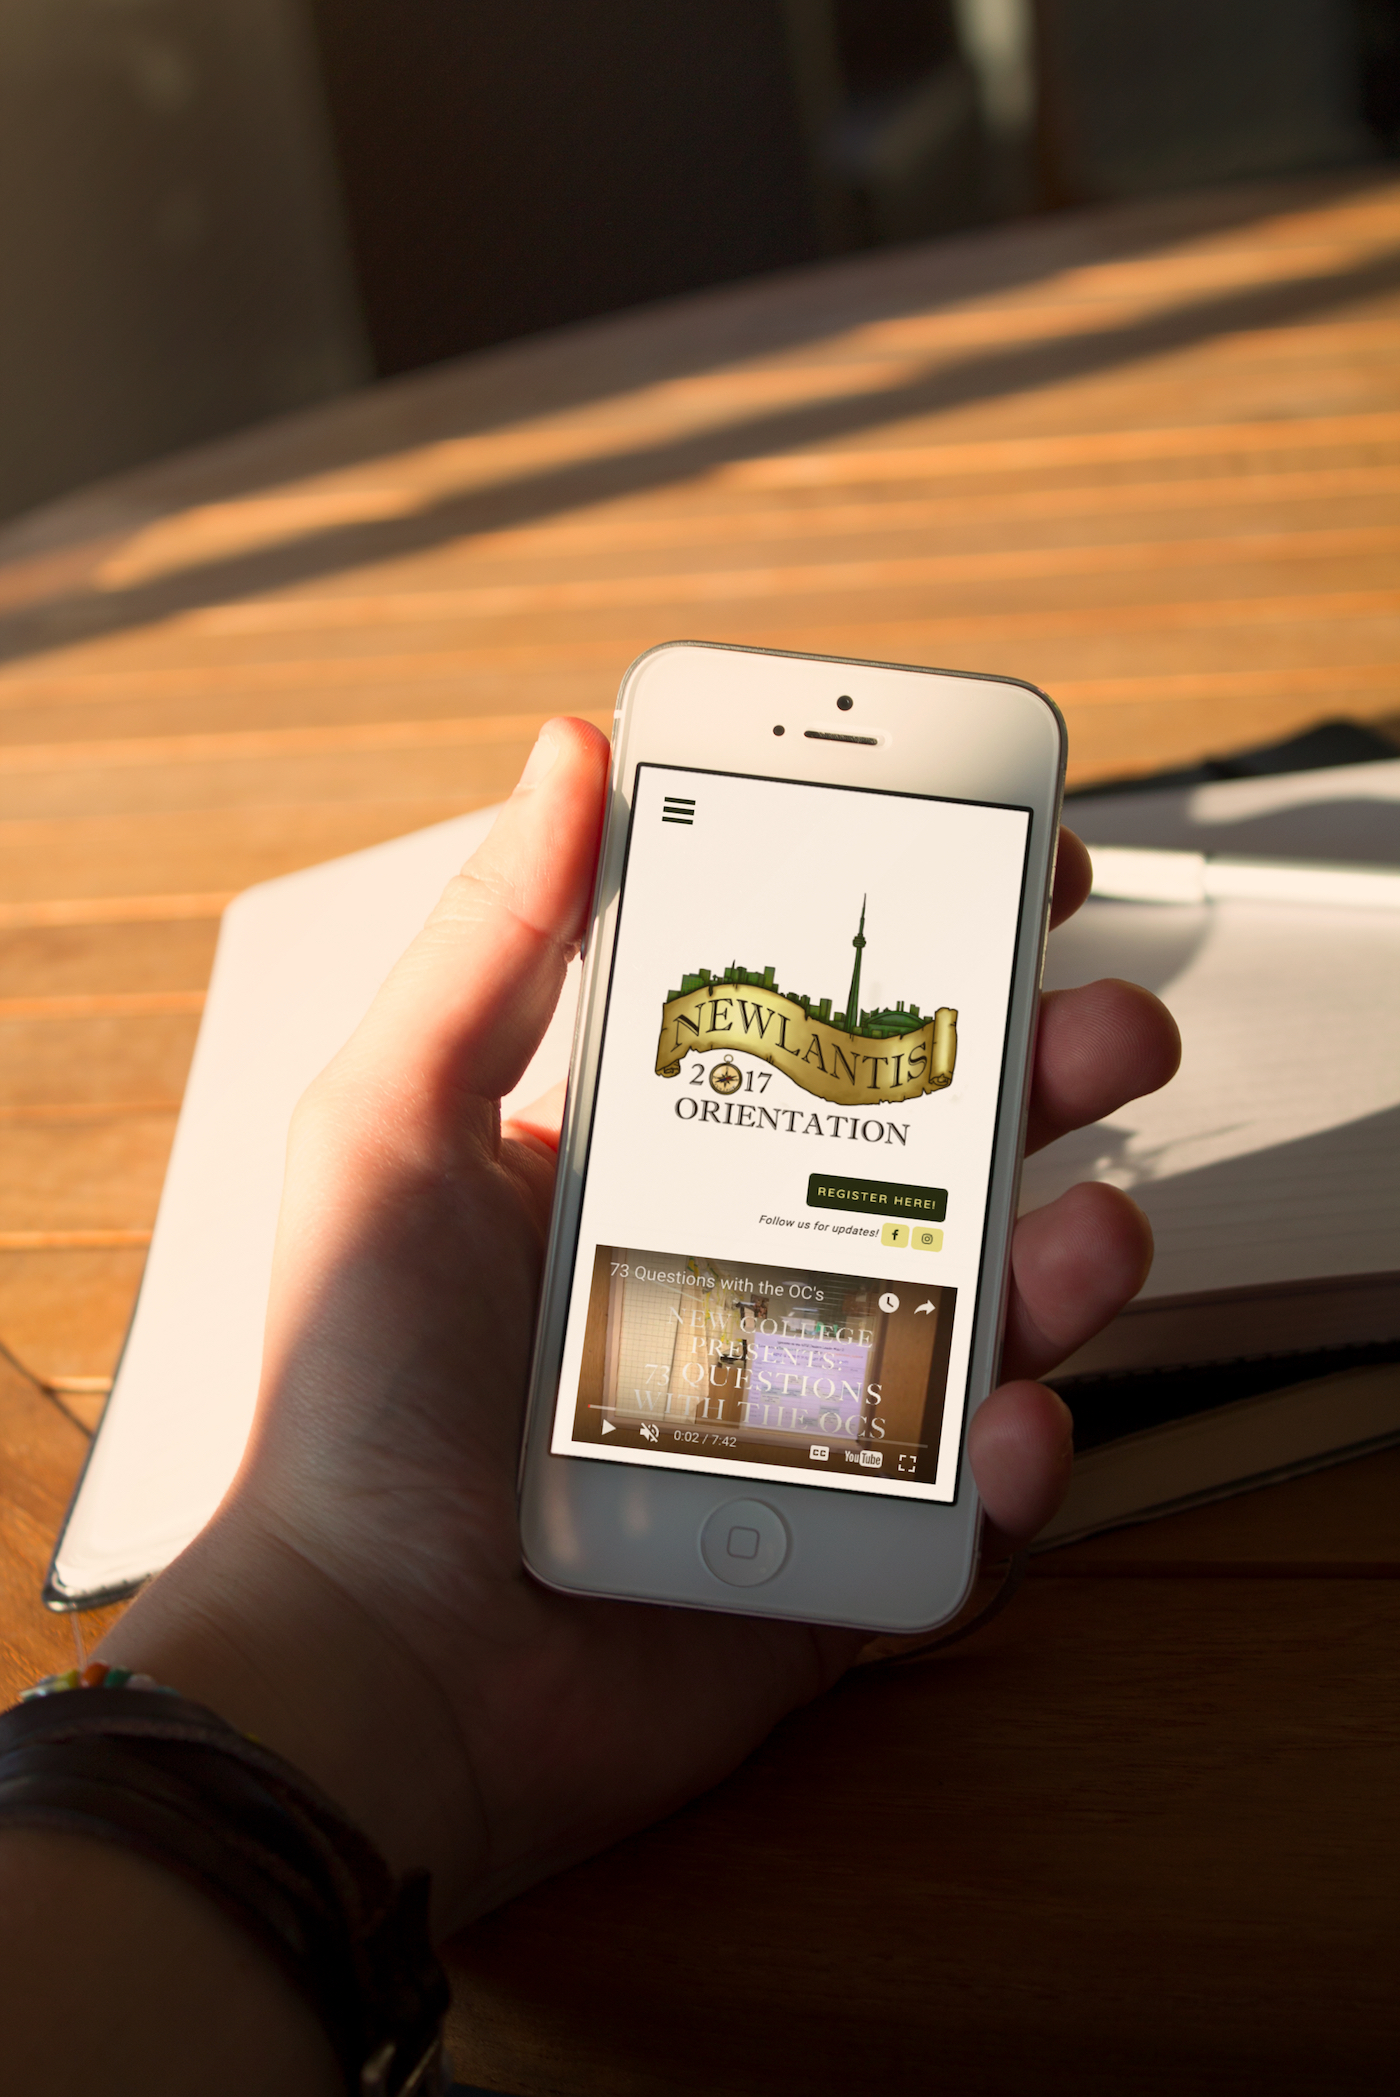 NEWLANTIS
2017
ORIENTATION
REGISTER HERE!
Follow us for updates!
73 Questions with the OC's
NEW COLLEGE
PRESENTS:
73 QUESTIONS
WITH THE OCS
0:02 / 7:42
CC
YouTube